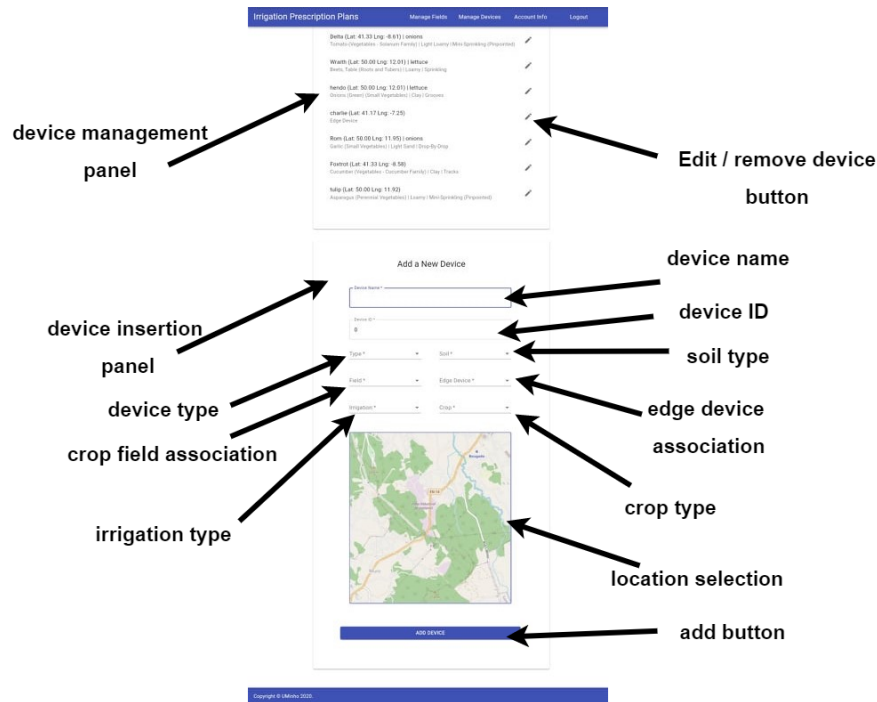 Irrigation Prescription Plans Manage Fields Manage Devices Account Info Logout
Delta (Lat: 41.33 Lng: -8.61) | onions
Tomato (Vegetables - Solanum Family) | Light Loamy | Mini-Sprinkling (Pinpointed)
Wraith (Lat: 50.00 Lng: 12.01) | lettuce
Beets, Table (Roots and Tubers) | Loamy | Sprinkling
hendo (Lat: 50.00 Lng: 12.01) | lettuce
Onions (Green) (Small Vegetables) | Clay | Grooves
charlie (Lat: 41.17 Lng: -7.25)
Edge Device
Rom (Lat: 50.00 Lng: 11.95) | onions
Garlic (Small Vegetables) | Light Sand | Drop-By-Drop
Foxtrot (Lat: 41.33 Lng: -8.58)
Cucumber (Vegetables - Cucumber Family) | Clay | Tracks
tulip (Lat: 50.00 Lng: 11.92)
Asparagus (Perennial Vegetables) | Loamy | Mini-Sprinkling (Pinpointed)
device management
panel
Edit / remove device
button
Add a New Device
Device Name *
device name
Device ID *
0
device ID
device insertion
panel
Type *
Soil *
soil type
device type
Field *
Edge Device *
edge device
association
crop field association
Irrigation *
Crop *
crop type
irrigation type
location selection
ADD DEVICE
add button
Copyright © UMinho 2020.